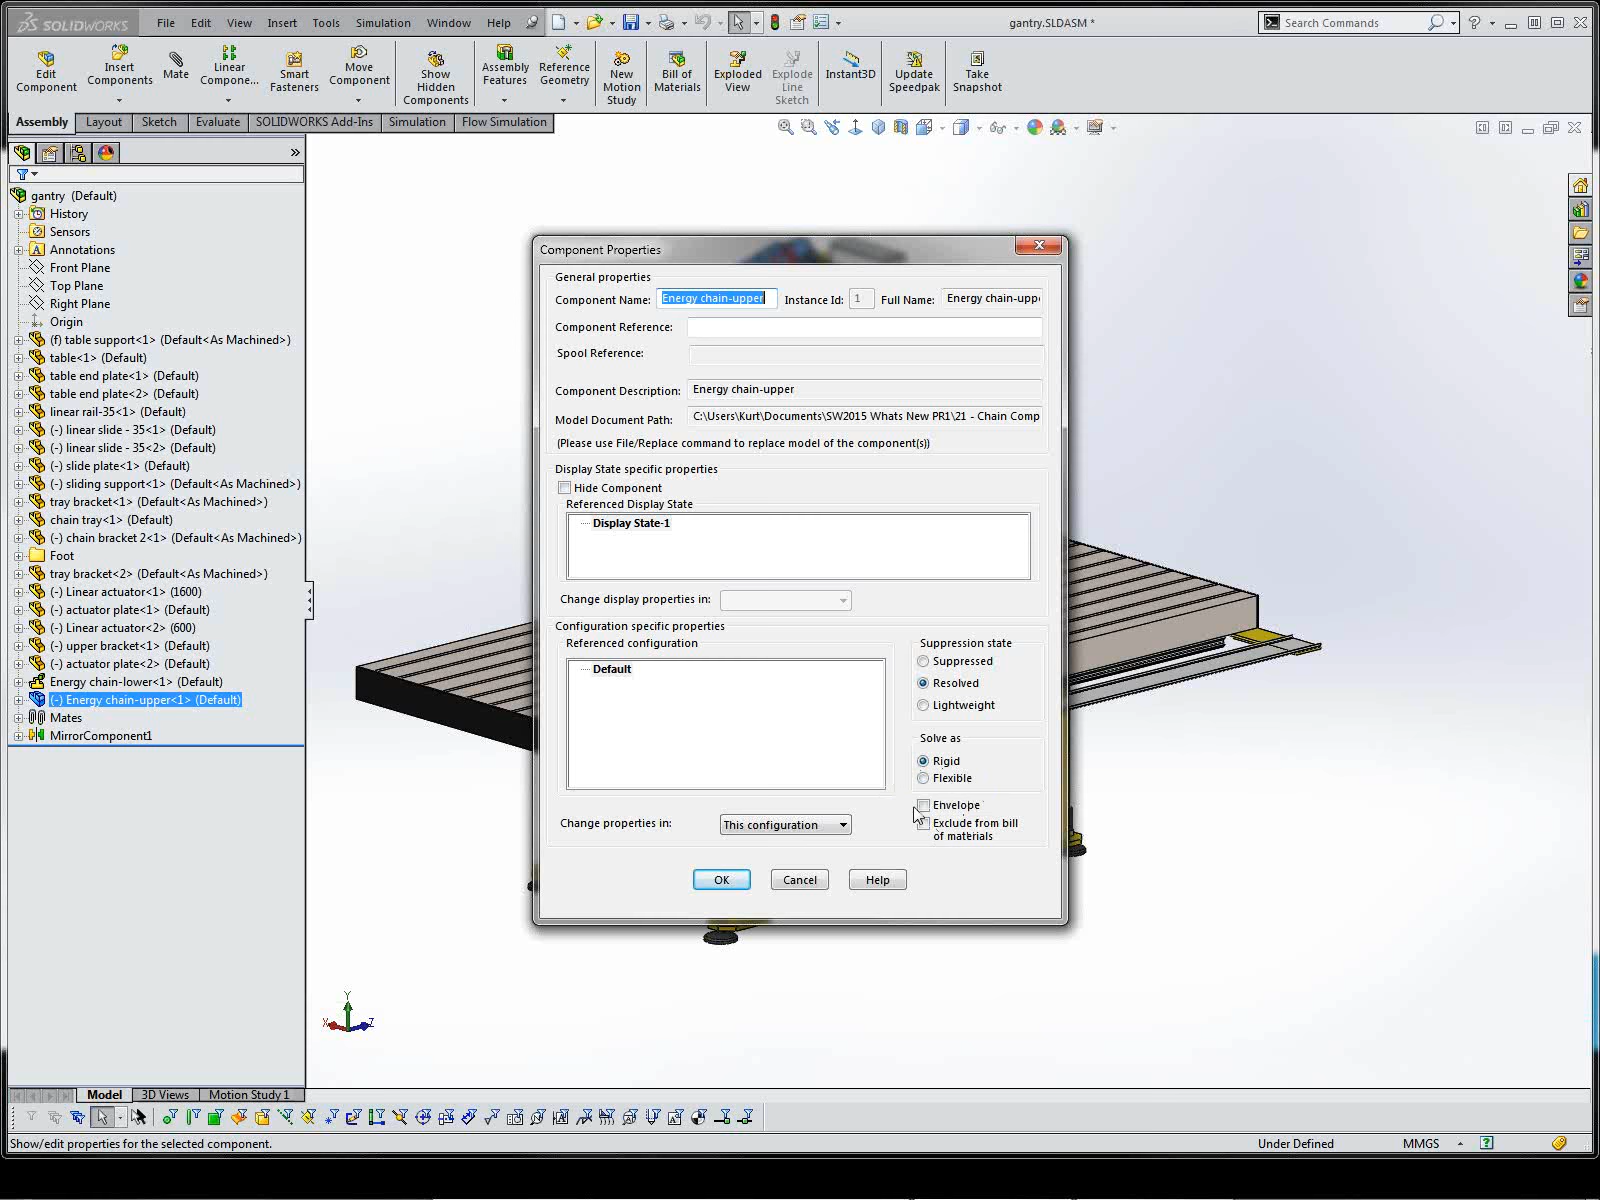 SOLIDWORKS File Edit View Insert Tools Simulation Window Help gantry.SLDASM * Search Commands
Edit Component
Insert Components
Mate
Linear Compone...
Smart Fasteners
Move Component
Show Hidden Components
Assembly Features
Reference Geometry
New Motion Study
Bill of Materials
Exploded View
Explode Line Sketch
Instant3D
Update Speedpak
Take Snapshot
Assembly Layout Sketch Evaluate SOLIDWORKS Add-Ins Simulation Flow Simulation
gantry (Default)
History
Sensors
Annotations
Front Plane
Top Plane
Right Plane
Origin
(f) table support<1> (Default<As Machined>)
table<1> (Default)
table end plate<1> (Default)
table end plate<2> (Default)
linear rail-35<1> (Default)
(-) linear slide - 35<1> (Default)
(-) linear slide - 35<2> (Default)
(-) slide plate<1> (Default)
(-) sliding support<1> (Default<As Machined>)
tray bracket<1> (Default<As Machined>)
chain tray<1> (Default)
(-) chain bracket 2<1> (Default<As Machined>)
Foot
tray bracket<2> (Default<As Machined>)
(-) Linear actuator<1> (1600)
(-) actuator plate<1> (Default)
(-) Linear actuator<2> (600)
(-) upper bracket<1> (Default)
(-) actuator plate<2> (Default)
Energy chain-lower<1> (Default)
(-) Energy chain-upper<1> (Default)
Mates
MirrorComponent1
Component Properties
General properties
Component Name: Energy chain-upper Instance Id: 1 Full Name: Energy chain-upp
Component Reference:
Spool Reference:
Component Description: Energy chain-upper
Model Document Path: C:\Users\Kurt\Documents\SW2015 Whats New PR1\21 - Chain Comp
(Please use File/Replace command to replace model of the component(s))
Display State specific properties
Hide Component
Referenced Display State
Display State-1
Change display properties in:
Configuration specific properties
Referenced configuration
Default
Suppression state
Suppressed
Resolved
Lightweight
Solve as
Rigid
Flexible
Envelope
Exclude from bill
of materials
Change properties in: This configuration
OK Cancel Help
Y
X Z
Model 3D Views Motion Study 1
Show/edit properties for the selected component. Under Defined MMGS